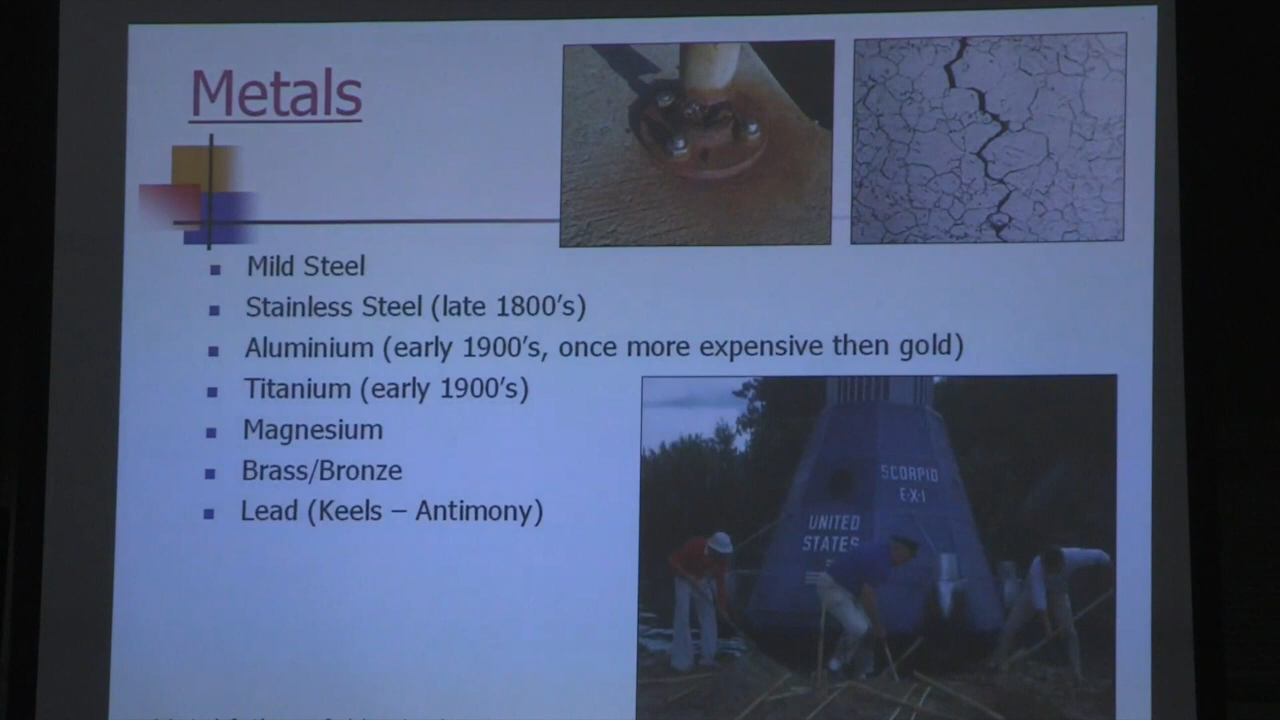 Metals
Mild Steel
Stainless Steel (late 1800's)
Aluminium (early 1900's, once more expensive then gold)
Titanium (early 1900's)
Magnesium
Brass/Bronze
Lead (Keels – Antimony)
SCORPIO
E-X-1
UNITED
STATES